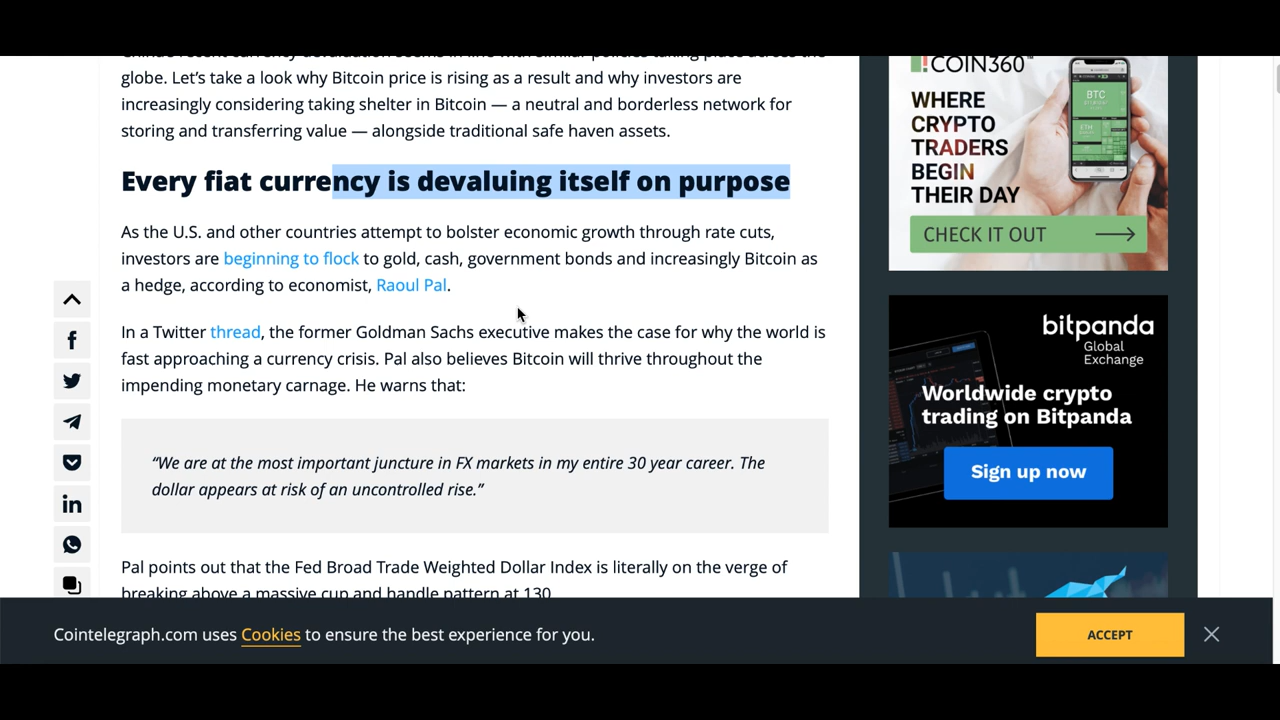 globe. Let’s take a look why Bitcoin price is rising as a result and why investors are
increasingly considering taking shelter in Bitcoin — a neutral and borderless network for
storing and transferring value — alongside traditional safe haven assets.
Every fiat currency is devaluing itself on purpose
As the U.S. and other countries attempt to bolster economic growth through rate cuts,
investors are beginning to flock to gold, cash, government bonds and increasingly Bitcoin as
a hedge, according to economist, Raoul Pal.
In a Twitter thread, the former Goldman Sachs executive makes the case for why the world is
fast approaching a currency crisis. Pal also believes Bitcoin will thrive throughout the
impending monetary carnage. He warns that:
“We are at the most important juncture in FX markets in my entire 30 year career. The
dollar appears at risk of an uncontrolled rise.”
Pal points out that the Fed Broad Trade Weighted Dollar Index is literally on the verge of
breaking above a massive cup and handle pattern at 130
COIN360
WHERE
CRYPTO
TRADERS
BEGIN
THEIR DAY
CHECK IT OUT
BTC
ETH
bitpanda
Global
Exchange
Worldwide crypto
trading on Bitpanda
Sign up now
Cointelegraph.com uses Cookies to ensure the best experience for you.
ACCEPT